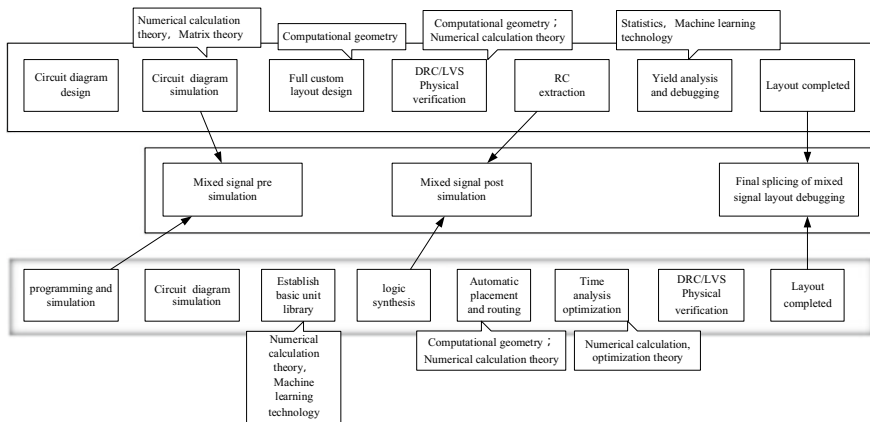 Numerical calculation
theory, Matrix theory
Computational geometry
Computational geometry；
Numerical calculation theory
Statistics, Machine learning
technology
Circuit diagram
design
Circuit diagram
simulation
Full custom
layout design
DRC/LVS
Physical
verification
RC
extraction
Yield analysis
and debugging
Layout completed
Mixed signal pre
simulation
Mixed signal post
simulation
Final splicing of mixed
signal layout debugging
programming and
simulation
Circuit diagram
simulation
Establish
basic unit
library
logic
synthesis
Automatic
placement
and routing
Time
analysis
optimization
DRC/LVS
Physical
verification
Layout
completed
Numerical
calculation
theory,
Machine
learning
technology
Computational geometry；
Numerical calculation theory
Numerical calculation,
optimization theory